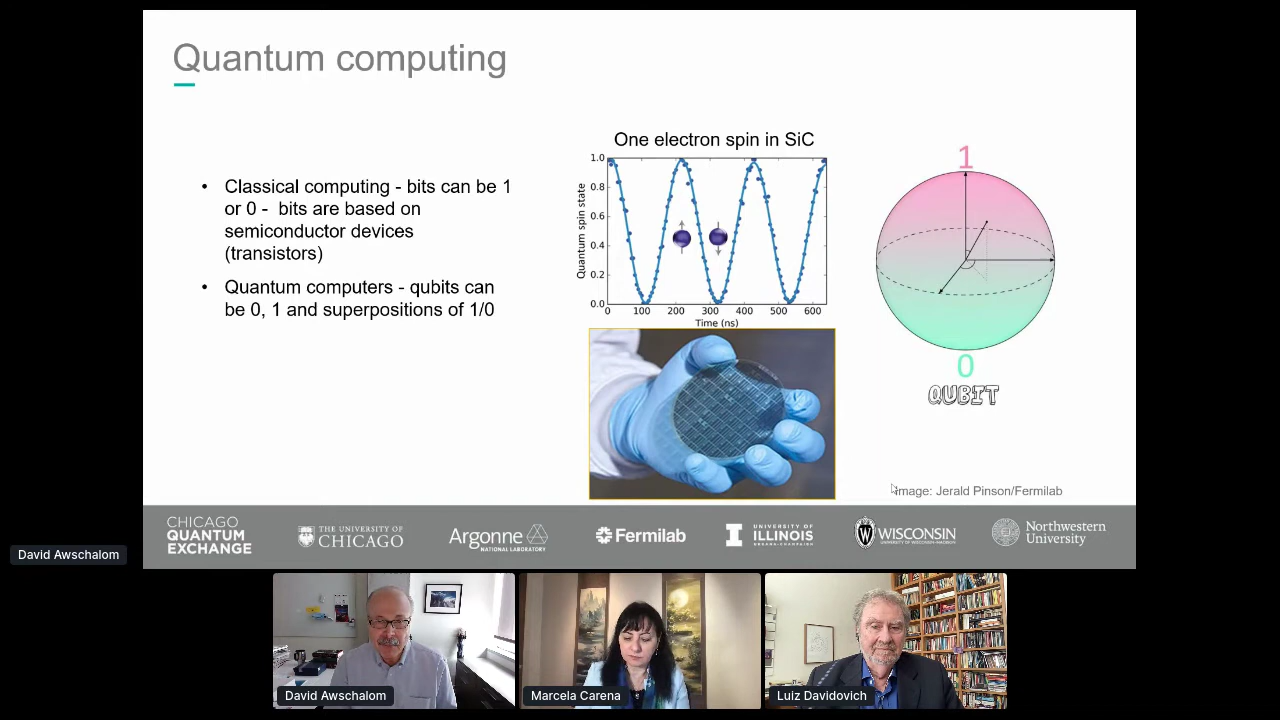 Quantum computing
• Classical computing - bits can be 1
or 0 - bits are based on
semiconductor devices
(transistors)
• Quantum computers - qubits can
be 0, 1 and superpositions of 1/0
One electron spin in SiC
Quantum spin state
1.0
0.8
0.6
0.4
0.2
0.0
0 100 200 300 400 500 600
Time (ns)
1
0
QUBIT
Image: Jerald Pinson/Fermilab
CHICAGO
QUANTUM
EXCHANGE
THE UNIVERSITY OF
CHICAGO
Argonne
NATIONAL LABORATORY
Fermilab
UNIVERSITY OF
ILLINOIS
URBANA-CHAMPAIGN
WISCONSIN
UNIVERSITY OF WISCONSIN-MADISON
Northwestern
University
David Awschalom
David Awschalom
Marcela Carena
Luiz Davidovich